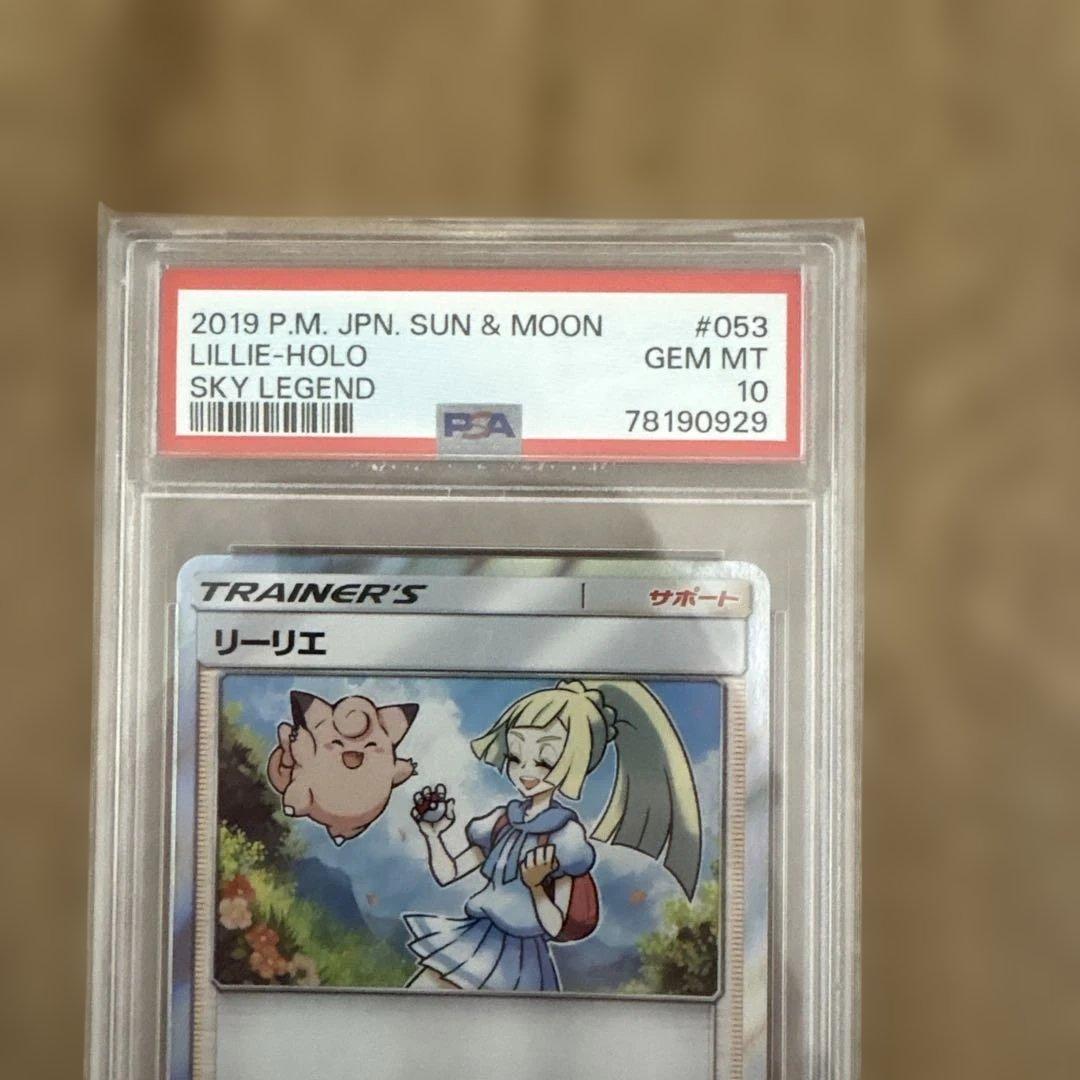 2019 P.M. JPN. SUN & MOON #053
LILLIE-HOLO GEM MT
SKY LEGEND 10
PSA 78190929
TRAINER'S サポート
リーリエ